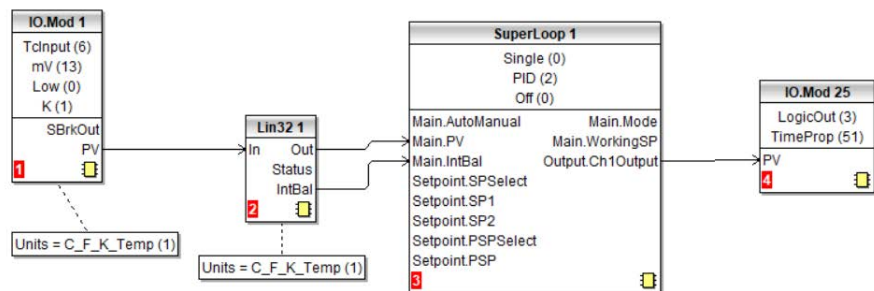 IO.Mod 1
TcInput (6)
mV (13)
Low (0)
K (1)
SBrkOut
PV
1
Units = C_F_K_Temp (1)
Lin32 1
In Out
Status
IntBal
2
Units = C_F_K_Temp (1)
SuperLoop 1
Single (0)
PID (2)
Off (0)
Main.AutoManual Main.Mode
Main.PV Main.WorkingSP
Main.IntBal Output.Ch1Output
Setpoint.SPSelect
Setpoint.SP1
Setpoint.SP2
Setpoint.PSPSelect
Setpoint.PSP
3
IO.Mod 25
LogicOut (3)
TimeProp (51)
PV
4